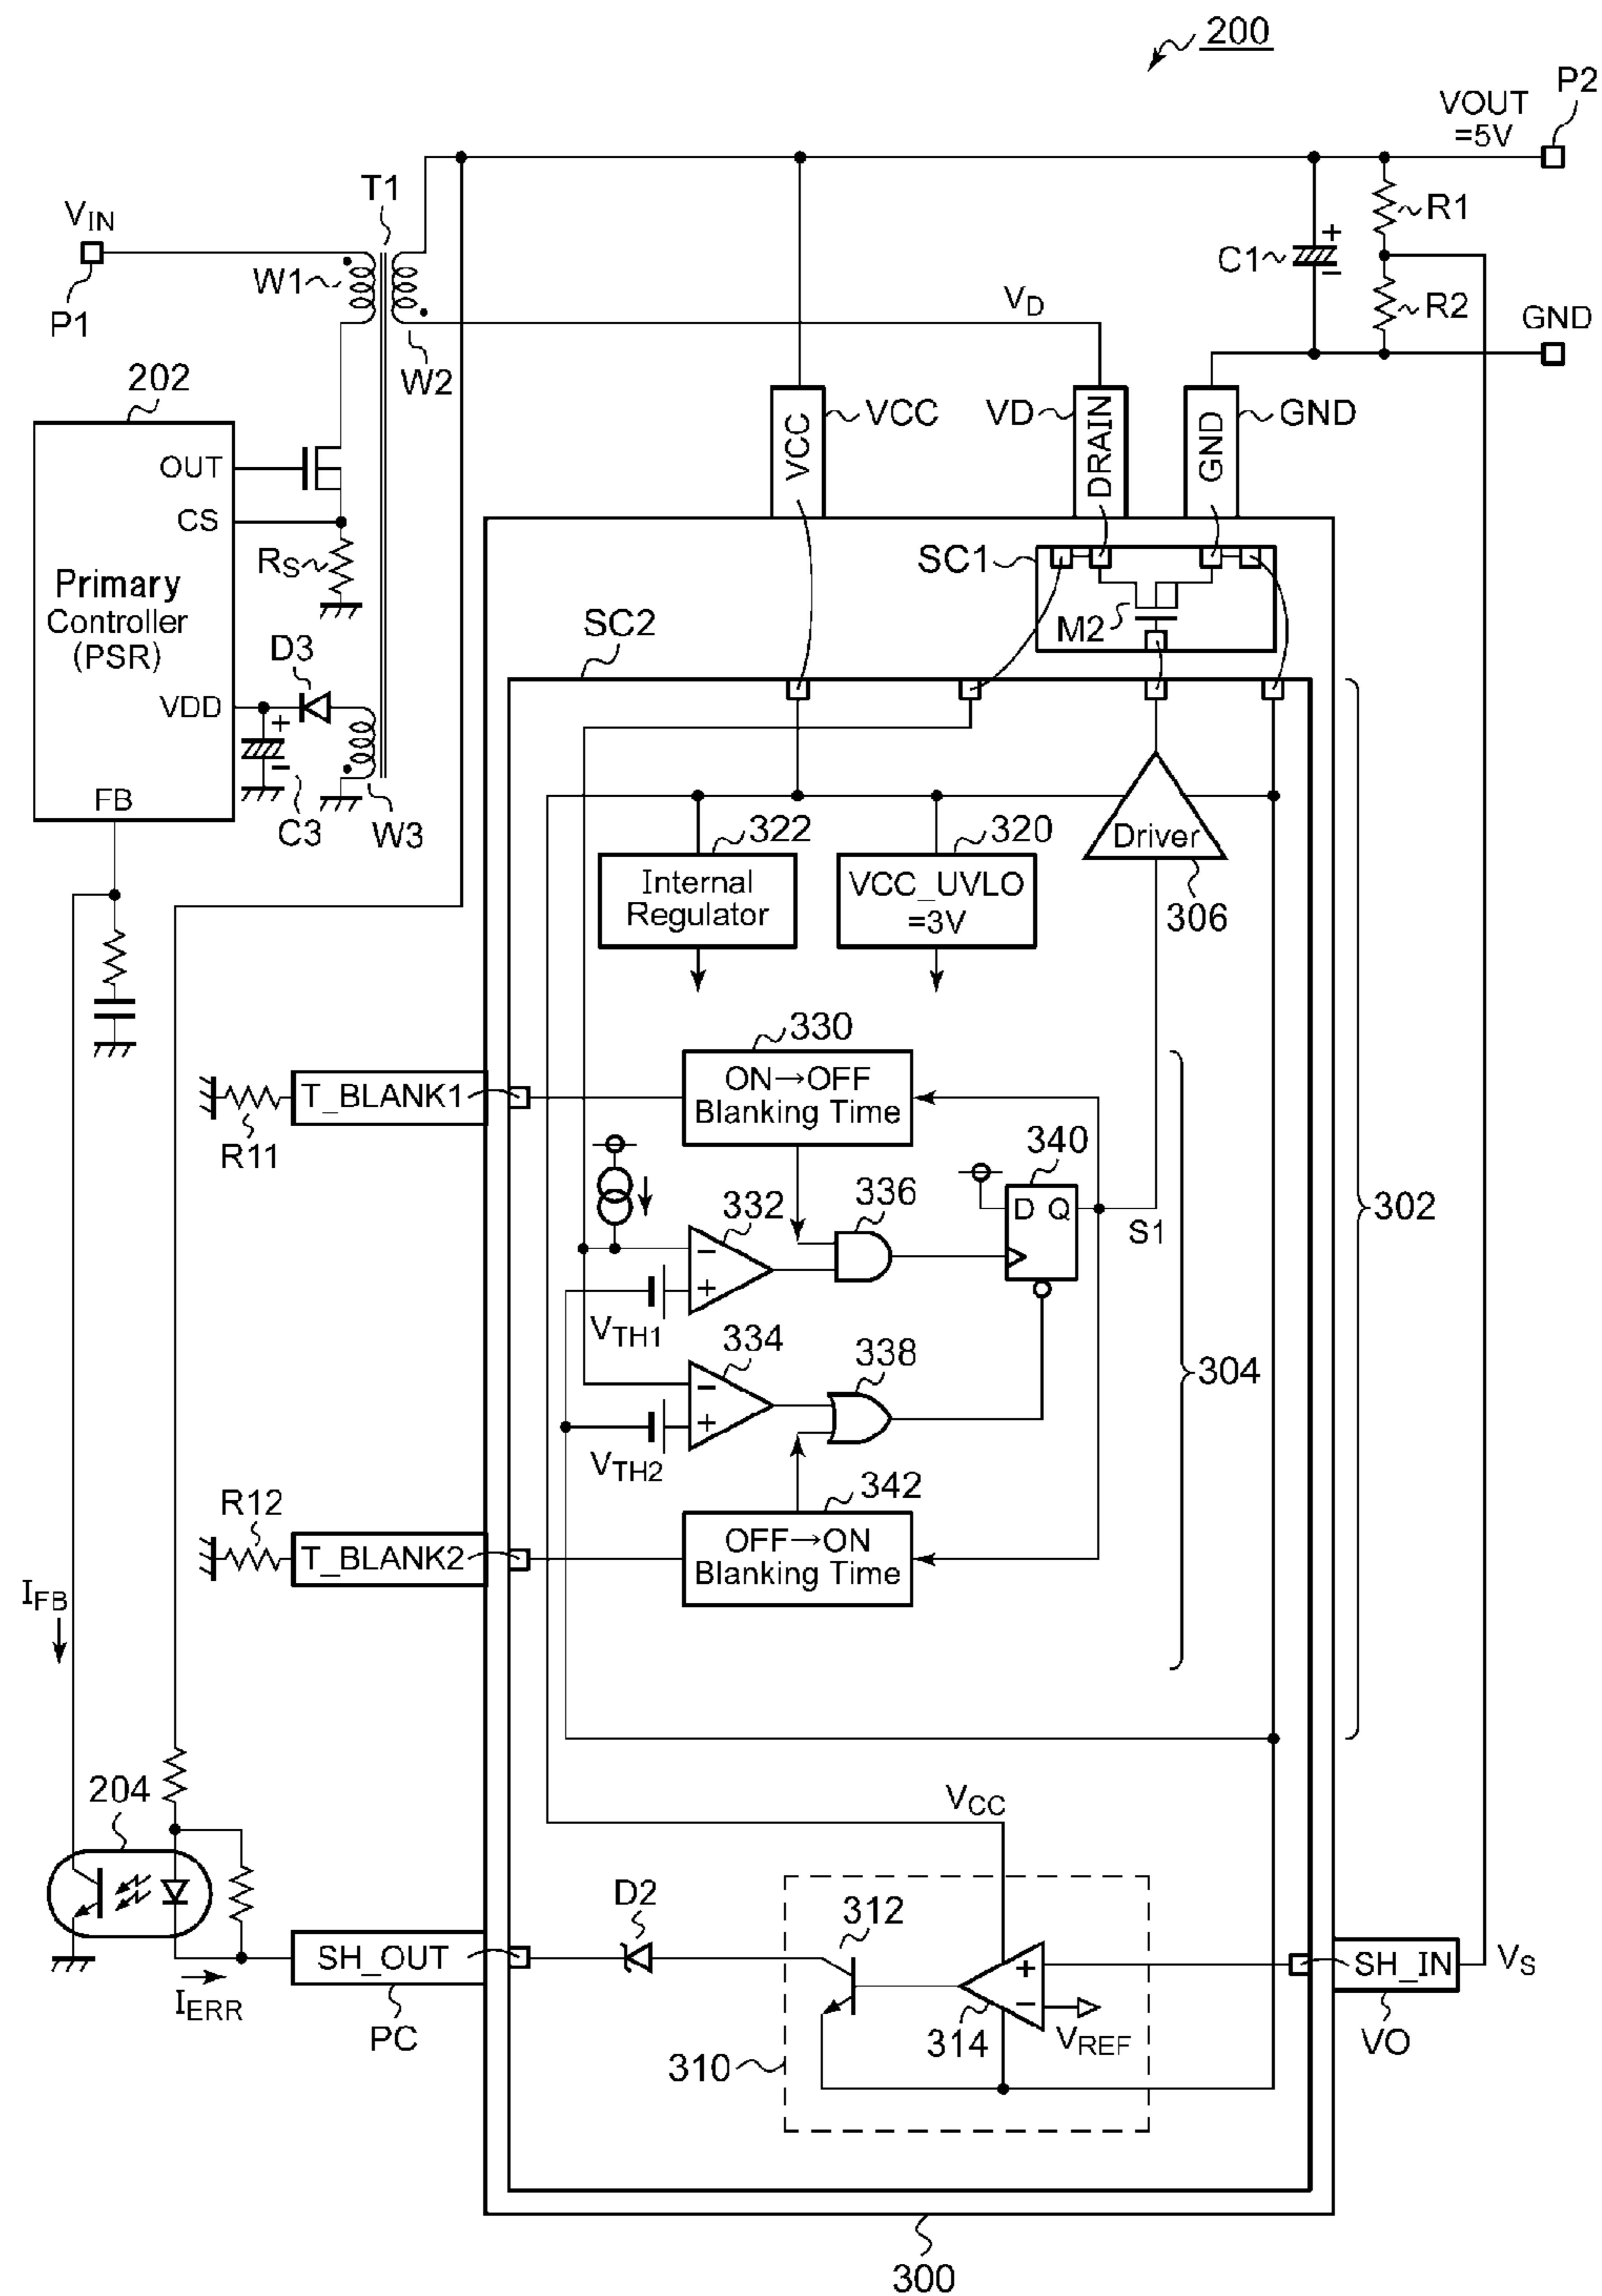 200
P2
VOUT
=5V
T1
VIN
R1
W1
C1
P1
VD
R2
GND
W2
202
VCC
VCC
VD
DRAIN
GND
GND
OUT
CS
RS
SC1
Primary
Controller
(PSR)
M2
SC2
D3
VDD
FB
C3
W3
322
320
Driver
Internal
Regulator
VCC_UVLO
=3V
306
330
T_BLANK1
ON→OFF
Blanking Time
R11
340
332
336
D Q
S1
302
−
+
VTH1
334
338
304
−
+
VTH2
342
R12
T_BLANK2
OFF→ON
Blanking Time
IFB
204
VCC
D2
312
SH_OUT
+
−
SH_IN
VS
IERR
PC
314
VREF
VO
310
300
+
−
+
−